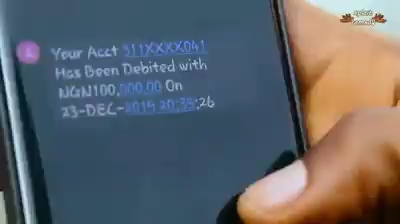 Your Acct 311XXXX041
Has Been Debited with
NGN100,000.00 On
23-DEC-2019 20:35:26